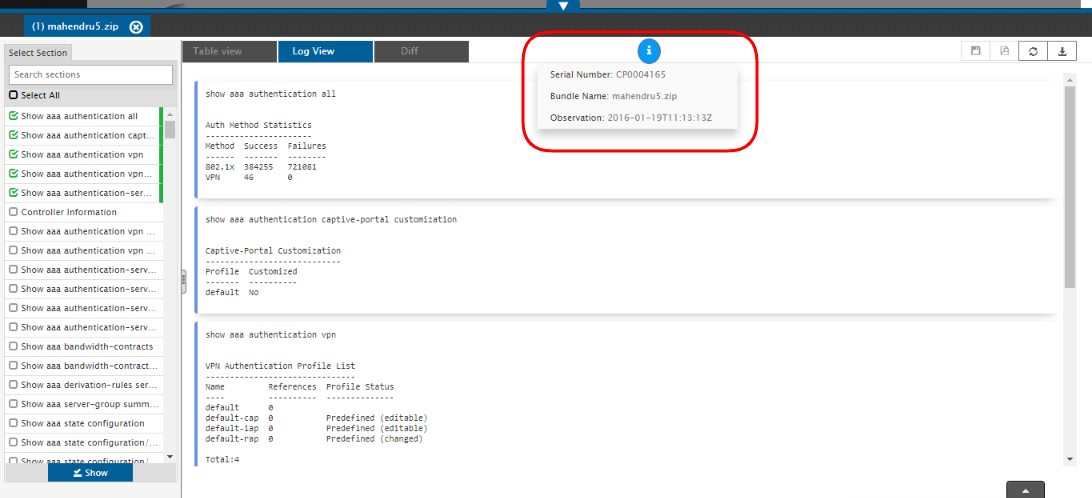 (1) mahendru5.zip
Select Section
Search sections
Select All
Show aaa authentication all
Show aaa authentication capt...
Show aaa authentication vpn
Show aaa authentication vpn...
Show aaa authentication-ser...
Controller Information
Show aaa authentication vpn ...
Show aaa authentication vpn ...
Show aaa authentication-serv...
Show aaa authentication-serv...
Show aaa authentication-serv...
Show aaa authentication-serv...
Show aaa bandwidth-contracts
Show aaa bandwidth-contract...
Show aaa derivation-rules ser...
Show aaa server-group summ...
Show aaa state configuration
Show aaa state configuration/...
Show aaa state configuration/
Show
Table view
Log View
Diff
i
Serial Number: CP0004165
Bundle Name: mahendru5.zip
Observation: 2016-01-19T11:13:13Z
show aaa authentication all
Auth Method Statistics
----------------------
Method Success Failures
------ ------- --------
802.1x 384255 721081
VPN 46 0
show aaa authentication captive-portal customization
Captive-Portal Customization
----------------------------
Profile Customized
------- ----------
default No
show aaa authentication vpn
VPN Authentication Profile List
-------------------------------
Name References Profile Status
---- ---------- --------------
default 0
default-cap 0 Predefined (editable)
default-iap 0 Predefined (editable)
default-rap 0 Predefined (changed)
Total:4